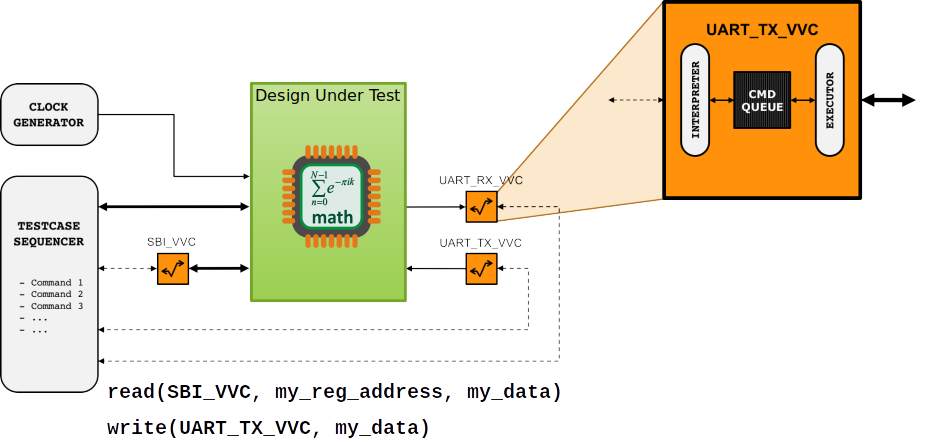 UART_TX_VVC
INTERPRETER
CMD
QUEUE
EXECUTOR
CLOCK
GENERATOR
Design Under Test
N−1
∑ e^−πik
n=0
math
UART_RX_VVC
UART_TX_VVC
SBI_VVC
TESTCASE
SEQUENCER
- Command 1
- Command 2
- Command 3
- ...
- ...
read(SBI_VVC, my_reg_address, my_data)
write(UART_TX_VVC, my_data)